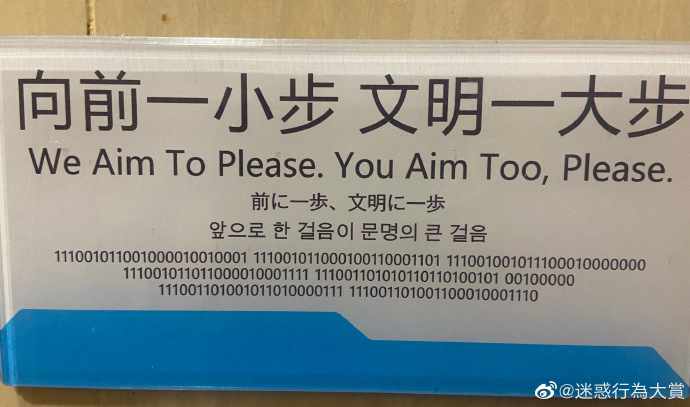 向前一小步 文明一大步
We Aim To Please. You Aim Too, Please.
前に一歩、文明に一歩
앞으로 한 걸음이 문명의 큰 걸음
111001011001000010010001 111001011000100110001101 111001001011100010000000
111001011011000010001111 111001101010110110100101 00100000
111001101001011010000111 111001101001100010001110
@迷惑行為大賞